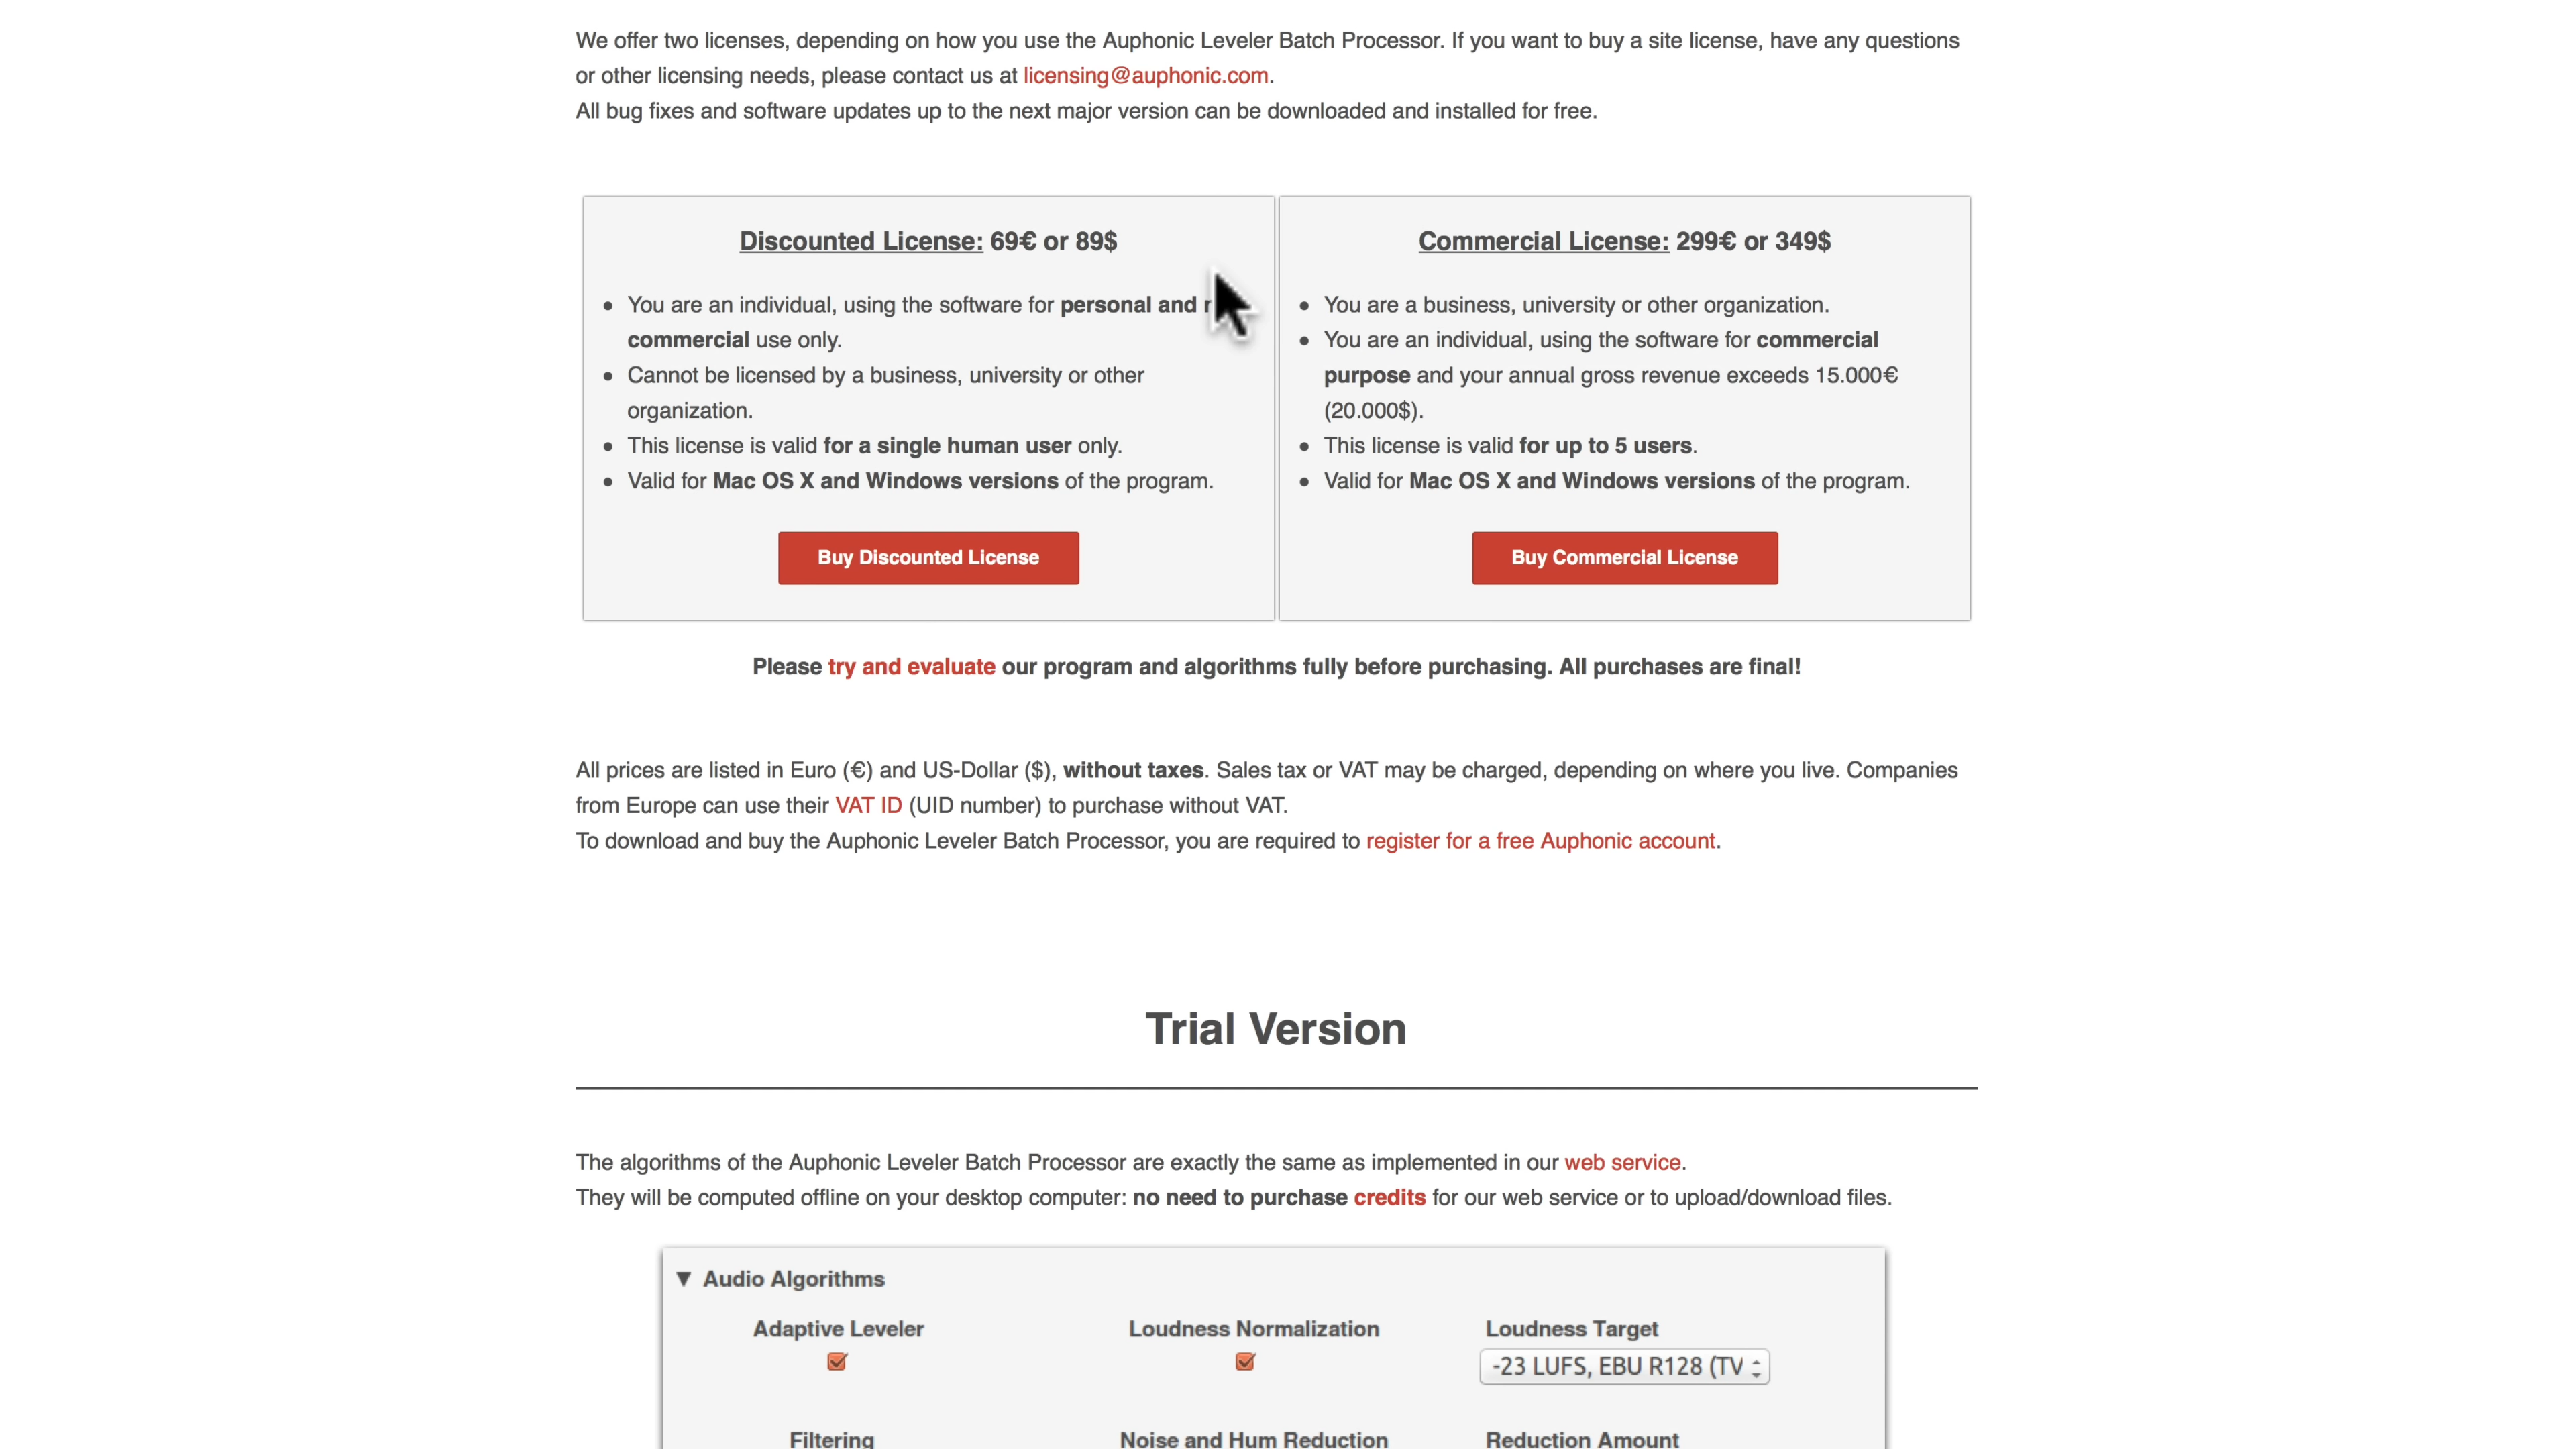 We offer two licenses, depending on how you use the Auphonic Leveler Batch Processor. If you want to buy a site license, have any questions
or other licensing needs, please contact us at licensing@auphonic.com.
All bug fixes and software updates up to the next major version can be downloaded and installed for free.
Discounted License: 69€ or 89$
You are an individual, using the software for personal and
commercial use only.
Cannot be licensed by a business, university or other
organization.
This license is valid for a single human user only.
Valid for Mac OS X and Windows versions of the program.
Buy Discounted License
Commercial License: 299€ or 349$
You are a business, university or other organization.
You are an individual, using the software for commercial
purpose and your annual gross revenue exceeds 15.000€
(20.000$).
This license is valid for up to 5 users.
Valid for Mac OS X and Windows versions of the program.
Buy Commercial License
Please try and evaluate our program and algorithms fully before purchasing. All purchases are final!
All prices are listed in Euro (€) and US-Dollar ($), without taxes. Sales tax or VAT may be charged, depending on where you live. Companies
from Europe can use their VAT ID (UID number) to purchase without VAT.
To download and buy the Auphonic Leveler Batch Processor, you are required to register for a free Auphonic account.
Trial Version
The algorithms of the Auphonic Leveler Batch Processor are exactly the same as implemented in our web service.
They will be computed offline on your desktop computer: no need to purchase credits for our web service or to upload/download files.
▼ Audio Algorithms
Adaptive Leveler Loudness Normalization Loudness Target
-23 LUFS, EBU R128 (TV
Filtering Noise and Hum Reduction Reduction Amount